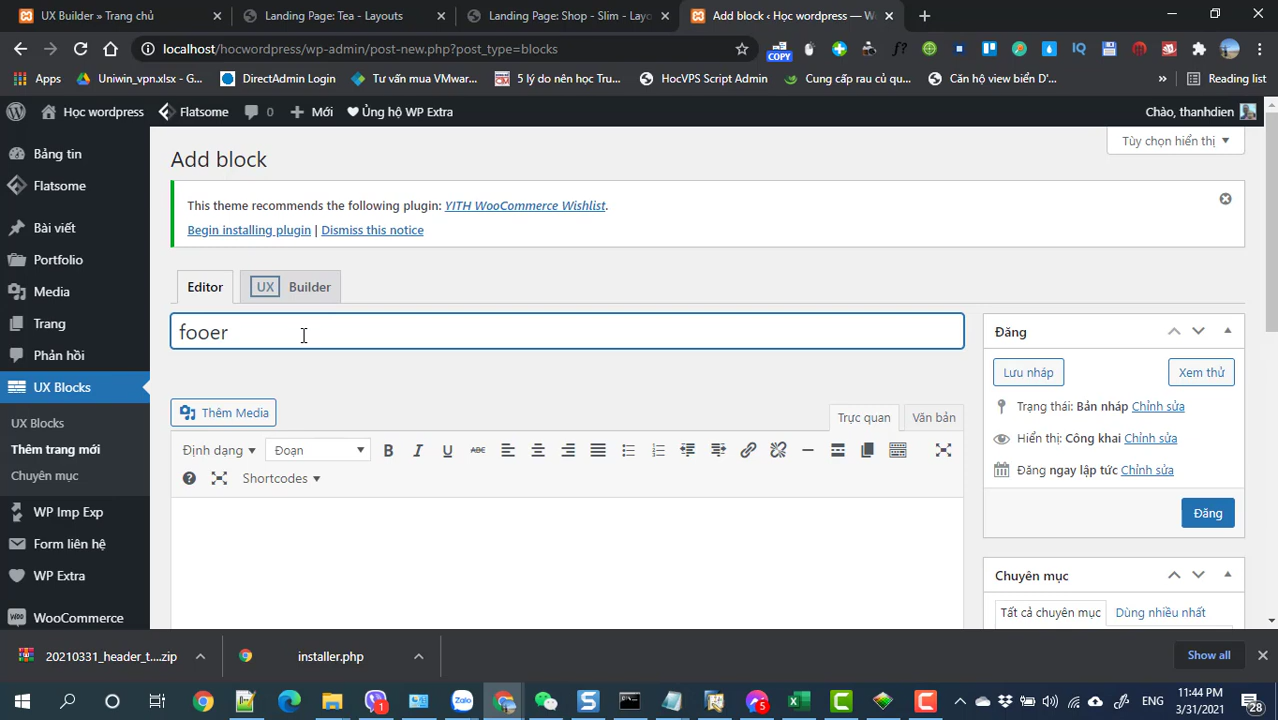 UX Builder » Trang chủ
Landing Page: Tea - Layouts
Landing Page: Shop - Slim - Layo
Add block ‹ Học wordpress — W
localhost/hocwordpress/wp-admin/post-new.php?post_type=blocks
COPY
f?
IQ
Apps
Uniwin_vpn.xlsx - G...
DirectAdmin Login
Tư vấn mua VMwar...
5 lý do nên học Tru...
HocVPS Script Admin
Cung cấp rau củ qu...
Căn hộ view biển D'...
»
Reading list
Học wordpress
Flatsome
0
Mới
Ủng hộ WP Extra
Chào, thanhdien
Bảng tin
Flatsome
Bài viết
Portfolio
Media
Trang
Phản hồi
UX Blocks
UX Blocks
Thêm trang mới
Chuyên mục
WP Imp Exp
Form liên hệ
WP Extra
WooCommerce
Tùy chọn hiển thị
Add block
This theme recommends the following plugin: YITH WooCommerce Wishlist.
Begin installing plugin | Dismiss this notice
Editor
UX Builder
fooer
Thêm Media
Trực quan
Văn bản
Định dạng
Đoạn
B I U ABC
Shortcodes
Đăng
Lưu nháp
Xem thử
Trạng thái: Bản nháp Chỉnh sửa
Hiển thị: Công khai Chỉnh sửa
Đăng ngay lập tức Chỉnh sửa
Đăng
Chuyên mục
Tất cả chuyên mục
Dùng nhiều nhất
20210331_header_t....zip
installer.php
Show all
1
5
ENG
11:44 PM
3/31/2021
28